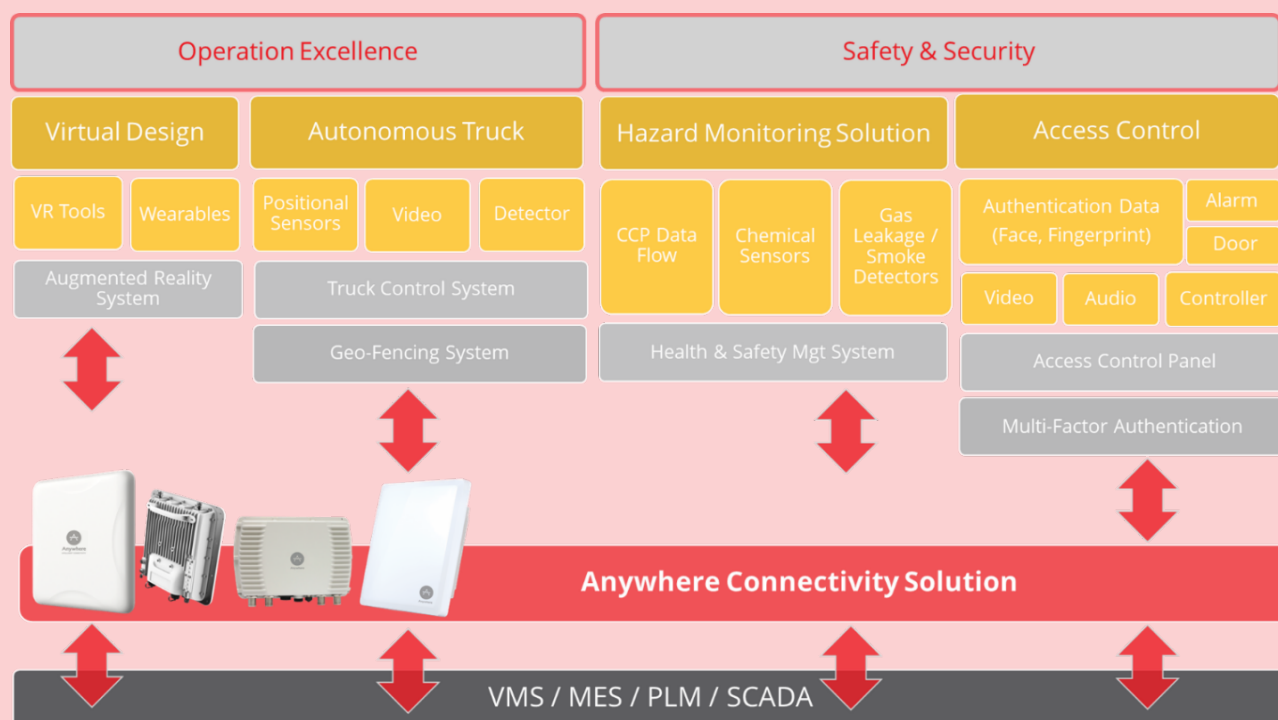 Operation Excellence
Safety & Security
Virtual Design
Autonomous Truck
Hazard Monitoring Solution
Access Control
VR Tools
Wearables
Positional
Sensors
Video
Detector
CCP Data
Flow
Chemical
Sensors
Gas
Leakage /
Smoke
Detectors
Authentication Data
(Face, Fingerprint)
Alarm
Door
Video
Audio
Controller
Augmented Reality
System
Truck Control System
Geo-Fencing System
Health & Safety Mgt System
Access Control Panel
Multi-Factor Authentication
Anywhere
Anywhere Connectivity Solution
VMS / MES / PLM / SCADA